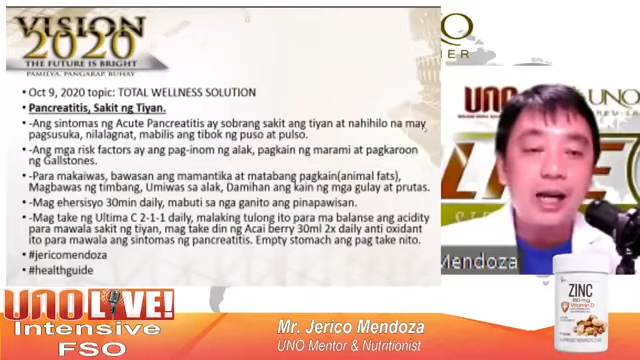 VISION
2020
THE FUTURE IS BRIGHT
PAMILYA, PANGARAP, BUHAY
• Oct 9, 2020 topic: TOTAL WELLNESS SOLUTION
• Pancreatitis, Sakit ng Tiyan.
• -Ang sintomas ng Acute Pancreatitis ay sobrang sakit ang tiyan at nahihilo na may
pagsusuka, nilalagnat, mabilis ang tibok ng puso at pulso.
• -Ang mga risk factors ay ang pag-inom ng alak, pagkain ng marami at pagkaroon
ng Gallstones.
• -Para makaiwas, bawasan ang mamantika at matabang pagkain(animal fats),
Magbawas ng timbang, Umiwas sa alak, Damihan ang kain ng mga gulay at prutas.
• -Mag ehersisyo 30min daily, mabuti sa nga ganito ang pinapawisan.
• -Mag take ng Ultima C 2-1-1 daily, malaking tulong ito para ma balanse ang acidity
para mawala sakit ng tiyan, mag take din ng Acai berry 30ml 2x daily anti oxidant
ito para mawala ang sintomas ng pancreatitis. Empty stomach ang pag take nito.
• #jericomendoza
• #healthguide
UNO
Mendoza
ZINC
Vitamin D
UNO LIVE!
Intensive
FSO
Mr. Jerico Mendoza
UNO Mentor & Nutritionist